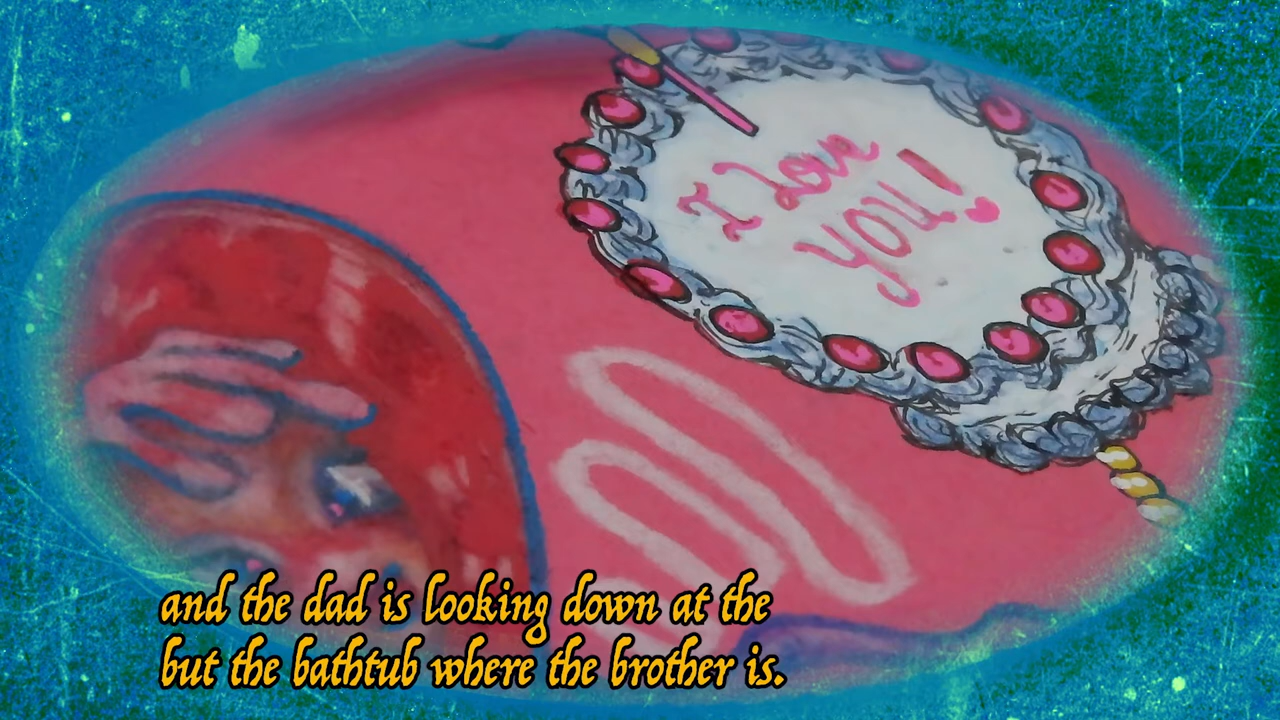 I Love
you!
and the dad is looking down at the
but the bathtub where the brother is.